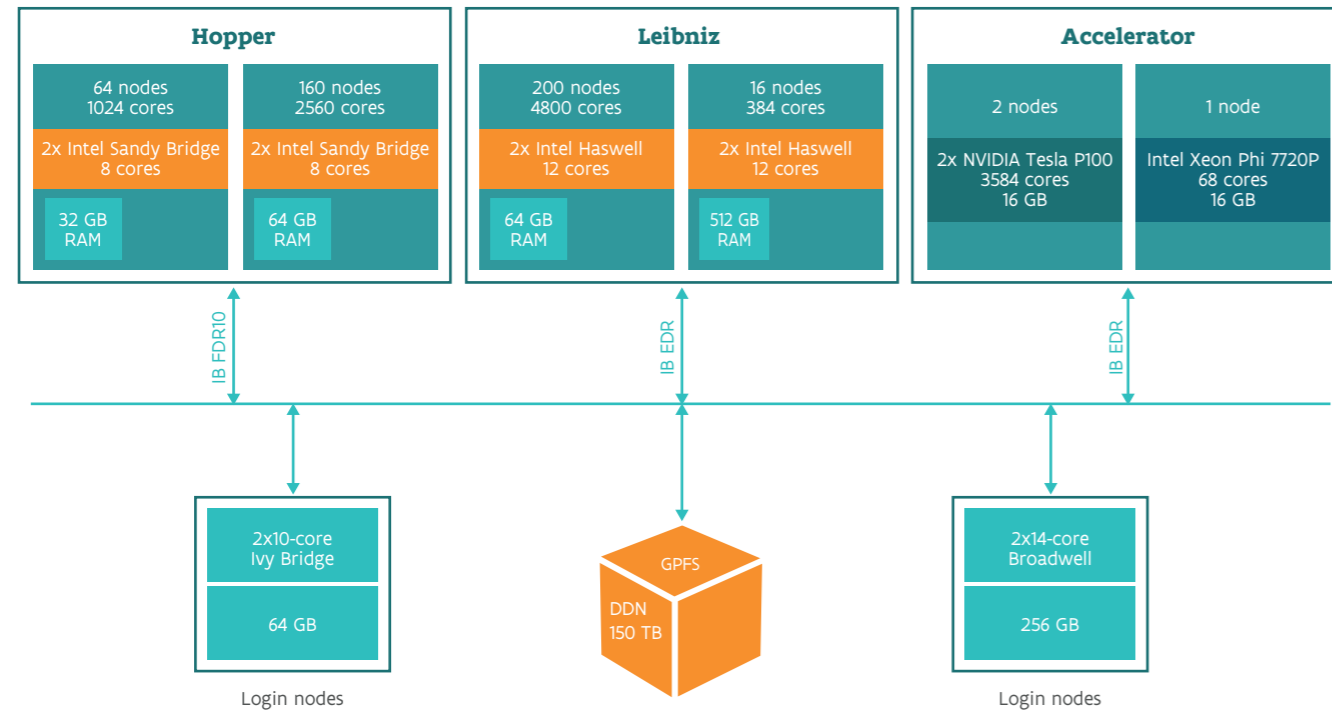 Hopper
64 nodes
1024 cores
2x Intel Sandy Bridge
8 cores
32 GB
RAM
160 nodes
2560 cores
2x Intel Sandy Bridge
8 cores
64 GB
RAM
Leibniz
200 nodes
4800 cores
2x Intel Haswell
12 cores
64 GB
RAM
16 nodes
384 cores
2x Intel Haswell
12 cores
512 GB
RAM
Accelerator
2 nodes
2x NVIDIA Tesla P100
3584 cores
16 GB
1 node
Intel Xeon Phi 7720P
68 cores
16 GB
IB FDR10
IB EDR
IB EDR
2x10-core
Ivy Bridge
64 GB
Login nodes
GPFS
DDN
150 TB
2x14-core
Broadwell
256 GB
Login nodes